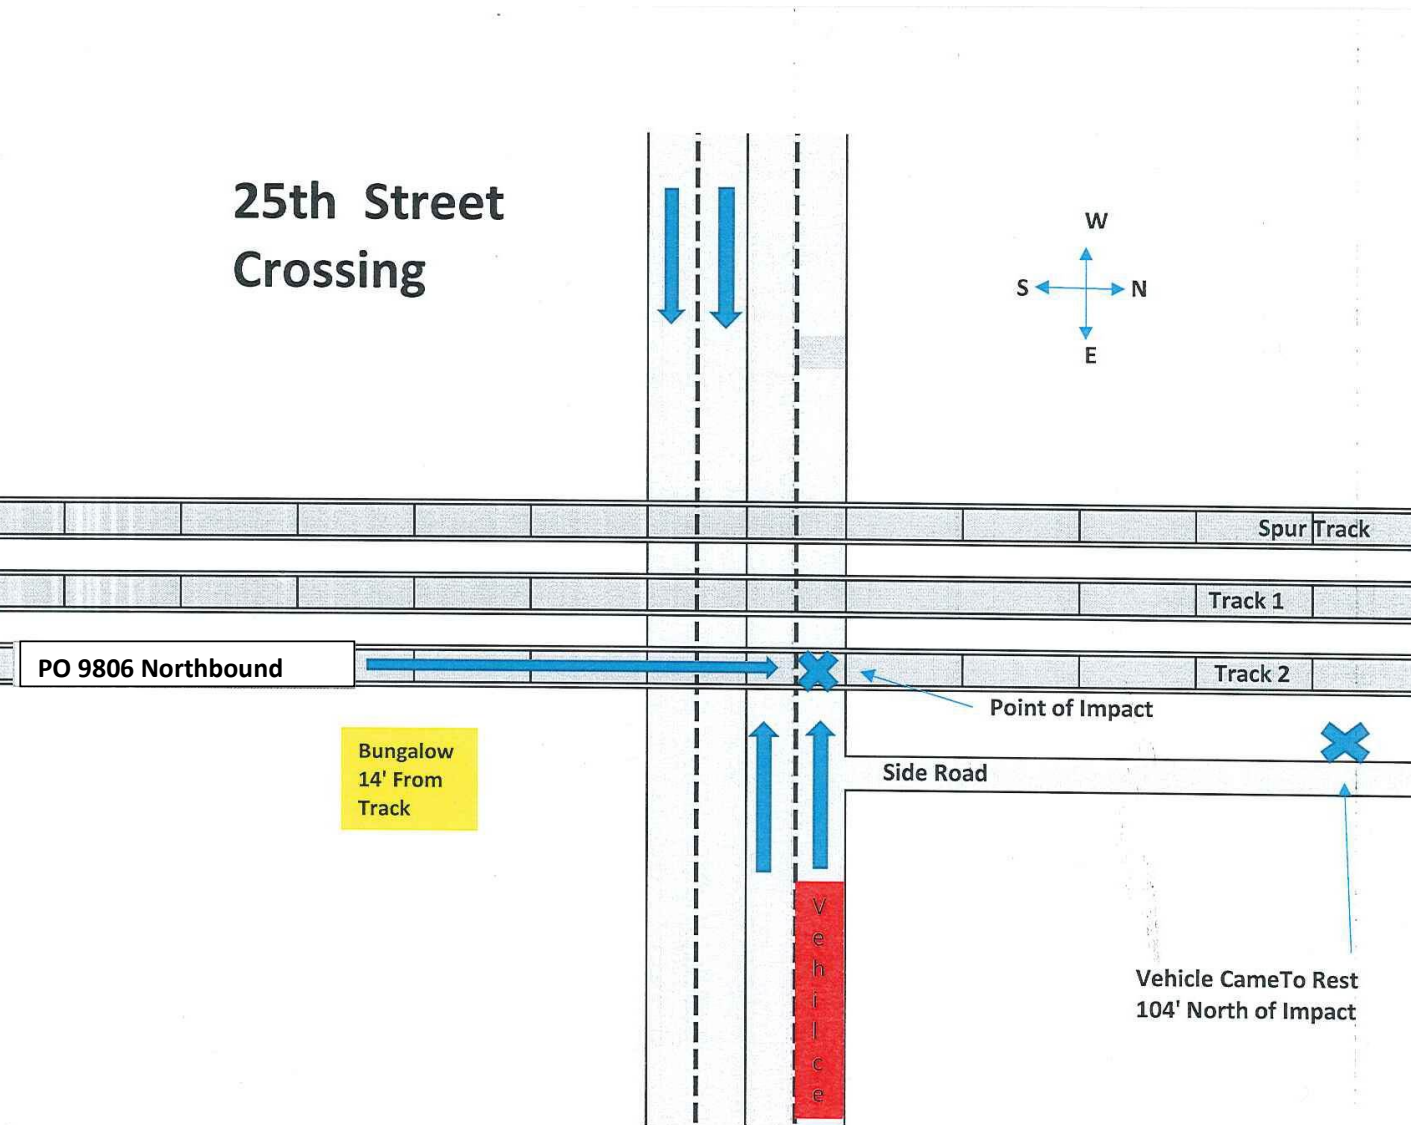 25th Street
Crossing
W
S
N
E
Spur Track
Track 1
PO 9806 Northbound
Track 2
Point of Impact
Bungalow
14' From
Track
Side Road
Vehilce
Vehicle CameTo Rest
104' North of Impact